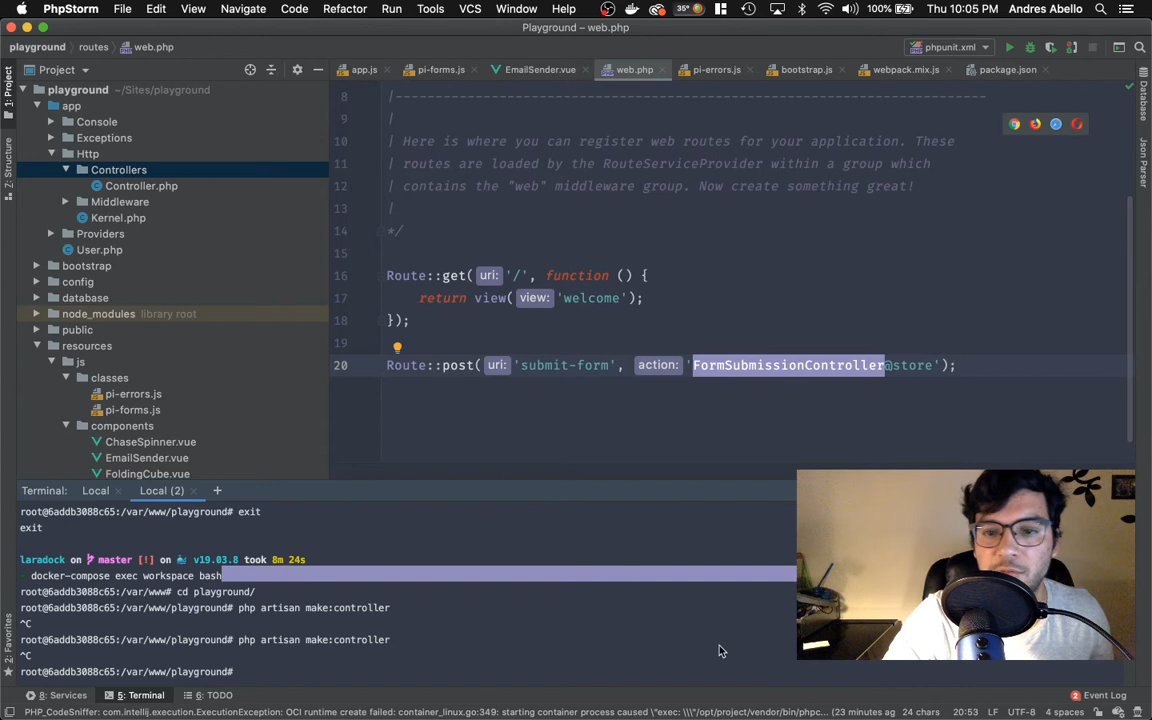 PhpStorm File Edit View Navigate Code Refactor Run Tools VCS Window Help 35° 100% Thu 10:05 PM Andres Abello
Playground – web.php
playground routes web.php phpunit.xml
Project app.js pi-forms.js EmailSender.vue web.php pi-errors.js bootstrap.js webpack.mix.js package.json
1: Project
Z: Structure
2: Favorites
Database
Json Parser
playground ~/Sites/playground
app
Console
Exceptions
Http
Controllers
Controller.php
Middleware
Kernel.php
Providers
User.php
bootstrap
config
database
node_modules library root
public
resources
js
classes
pi-errors.js
pi-forms.js
components
ChaseSpinner.vue
EmailSender.vue
FoldingCube.vue
8 |--------------------------------------------------------------------------
9 |
10 | Here is where you can register web routes for your application. These
11 | routes are loaded by the RouteServiceProvider within a group which
12 | contains the "web" middleware group. Now create something great!
13 |
14 */
15
16 Route::get( uri: '/', function () {
17 return view( view: 'welcome');
18 });
19
20 Route::post( uri: 'submit-form', action: 'FormSubmissionController@store');
Terminal: Local Local (2) +
root@6addb3088c65:/var/www/playground# exit
exit
laradock on master [!] on v19.03.8 took 8m 24s
docker-compose exec workspace bash
root@6addb3088c65:/var/www# cd playground/
root@6addb3088c65:/var/www/playground# php artisan make:controller
^C
root@6addb3088c65:/var/www/playground# php artisan make:controller
^C
root@6addb3088c65:/var/www/playground#
8: Services 5: Terminal 6: TODO 2 Event Log
PHP_CodeSniffer: com.intellij.execution.ExecutionException: OCI runtime create failed: container_linux.go:349: starting container process caused \"exec: \\\"/opt/project/vendor/bin/phpc... (23 minutes ag 24 chars 20:53 LF UTF-8 4 spaces